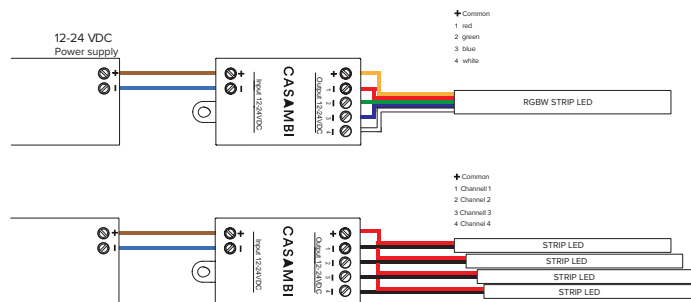 + Common
1 red
2 green
3 blue
4 white
12-24 VDC
Power supply
+
-
+
-
Input 12-24VDC
CASAMBI
Output 12-24VDC
+
1 -
2 -
3 -
4 -
RGBW STRIP LED
+ Common
1 Channell 1
2 Channel 2
3 Channell 3
4 Channel 4
+
-
+
-
Input 12-24VDC
CASAMBI
Output 12-24VDC
+
1 -
2 -
3 -
4 -
STRIP LED
STRIP LED
STRIP LED
STRIP LED